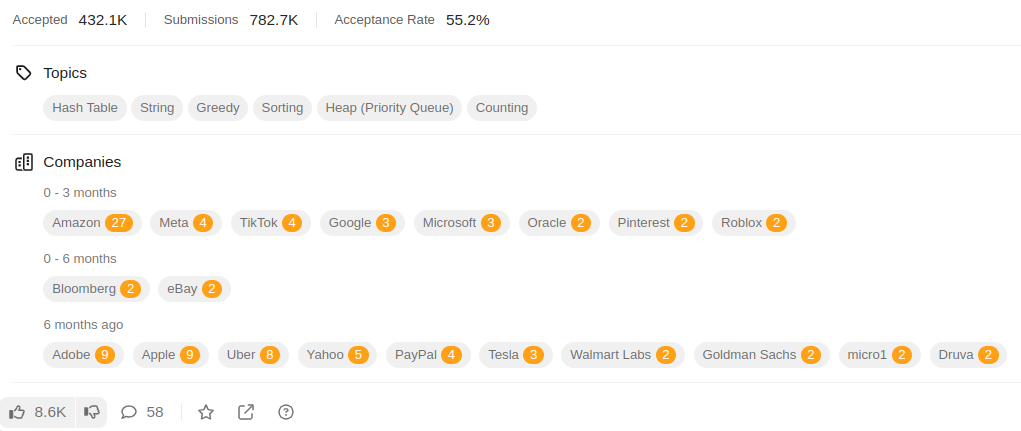 Accepted 432.1K Submissions 782.7K Acceptance Rate 55.2%
Topics
Hash Table String Greedy Sorting Heap (Priority Queue) Counting
Companies
0 - 3 months
Amazon 27 Meta 4 TikTok 4 Google 3 Microsoft 3 Oracle 2 Pinterest 2 Roblox 2
0 - 6 months
Bloomberg 2 eBay 2
6 months ago
Adobe 9 Apple 9 Uber 8 Yahoo 5 PayPal 4 Tesla 3 Walmart Labs 2 Goldman Sachs 2 micro1 2 Druva 2
8.6K 58